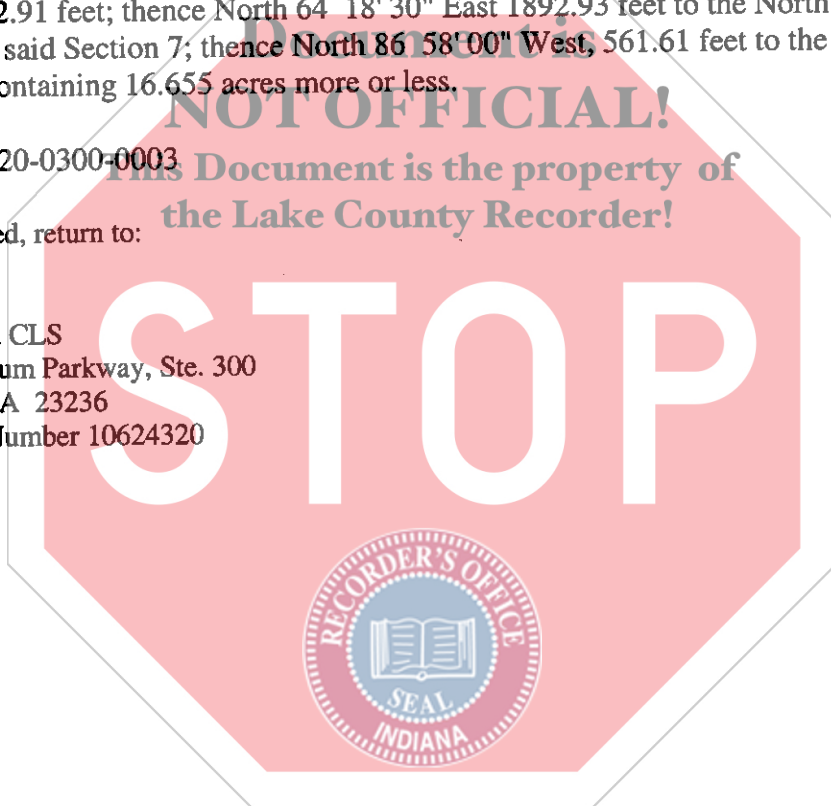 2.91 feet; thence North 64 18' 30" East 1892.93 feet to the North
Document is
said Section 7; thence North 86 58' 00" West, 561.61 feet to the
ontaining 16.655 acres more or less.
NOT OFFICIAL!
20-0300-0003
This Document is the property of
the Lake County Recorder!
ed, return to:
STOP
CLS
um Parkway, Ste. 300
A 23236
Number 10624320
RECORDER'S OFFICE
SEAL
INDIANA